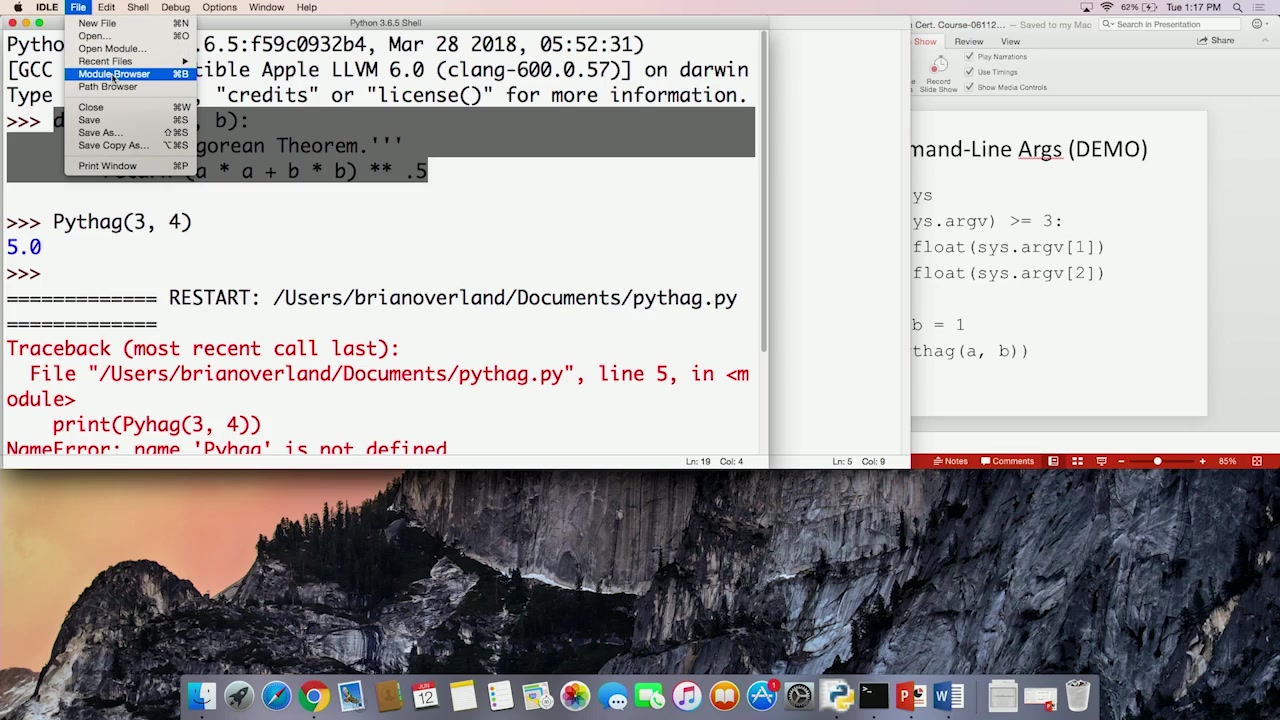 IDLE File Edit Shell Debug Options Window Help
62% Tue 1:17 PM
Python 3.6.5 Shell
New File ⌘N
Open... ⌘O
Open Module...
Recent Files
Module Browser ⌘B
Path Browser
Close ⌘W
Save ⌘S
Save As... ⇧⌘S
Save Copy As... ⌥⌘S
Print Window ⌘P
Pytho .6.5:f59c0932b4, Mar 28 2018, 05:52:31)
[GCC tible Apple LLVM 6.0 (clang-600.0.57)] on darwin
Type , "credits" or "license()" for more information.
>>> d , b):
gorean Theorem.'''
(a * a + b * b) ** .5
>>> Pythag(3, 4)
5.0
>>>
============= RESTART: /Users/brianoverland/Documents/pythag.py
=============
Traceback (most recent call last):
File "/Users/brianoverland/Documents/pythag.py", line 5, in <m
odule>
print(Pyhag(3, 4))
NameError: name 'Pyhag' is not defined
Ln: 19 Col: 4
Ln: 5 Col: 9
Cert. Course-06112... — Saved to my Mac
Search in Presentation
Show Review View
Share
Record
Slide Show
Play Narrations
Use Timings
Show Media Controls
mand-Line Args (DEMO)
ys
ys.argv) >= 3:
float(sys.argv[1])
float(sys.argv[2])
b = 1
thag(a, b))
Notes Comments 85%
JUN
12
1